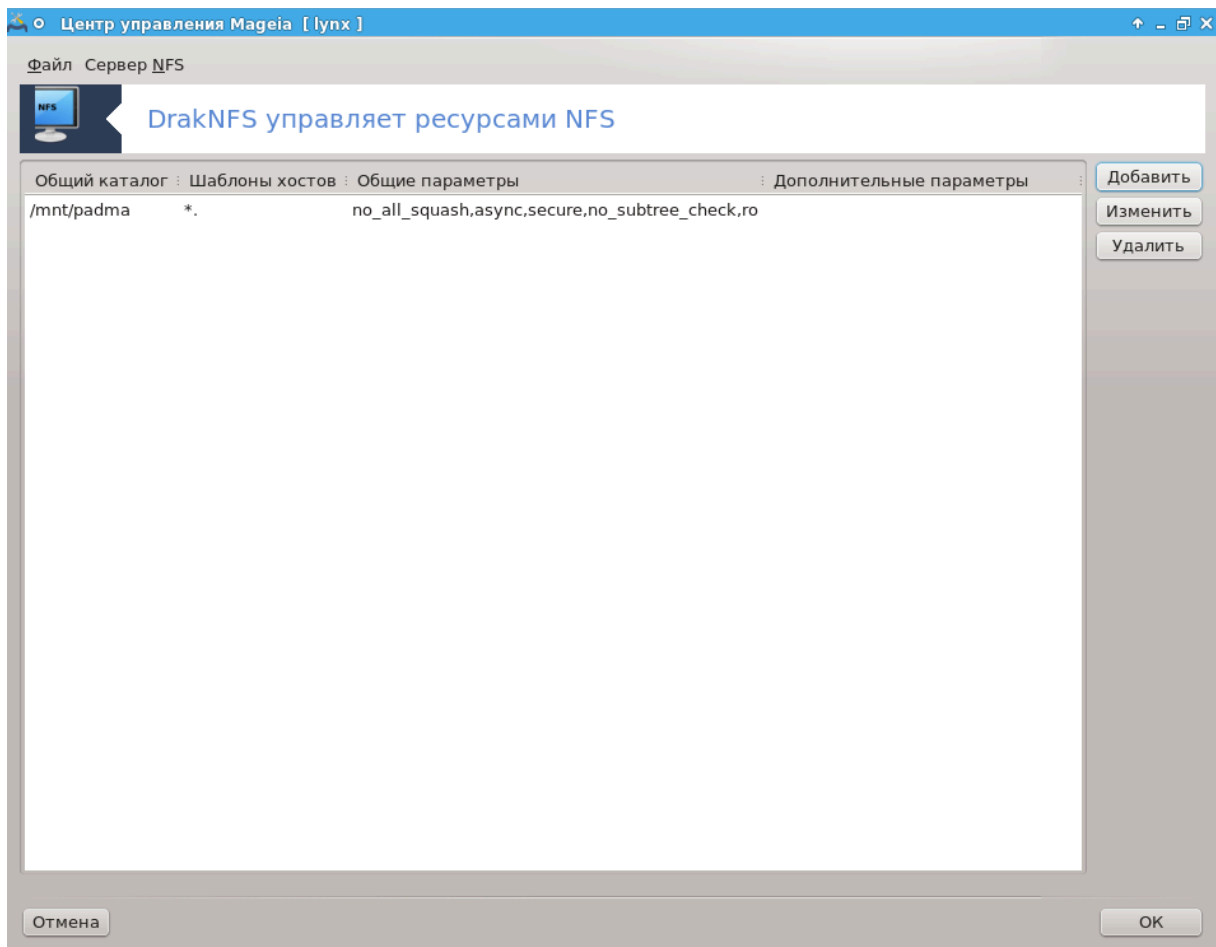 Центр управления Mageia [ lynx ]
Файл Сервер NFS
NFS
DrakNFS управляет ресурсами NFS
Общий каталог Шаблоны хостов Общие параметры Дополнительные параметры
/mnt/padma *. no_all_squash,async,secure,no_subtree_check,ro
Добавить
Изменить
Удалить
Отмена OK